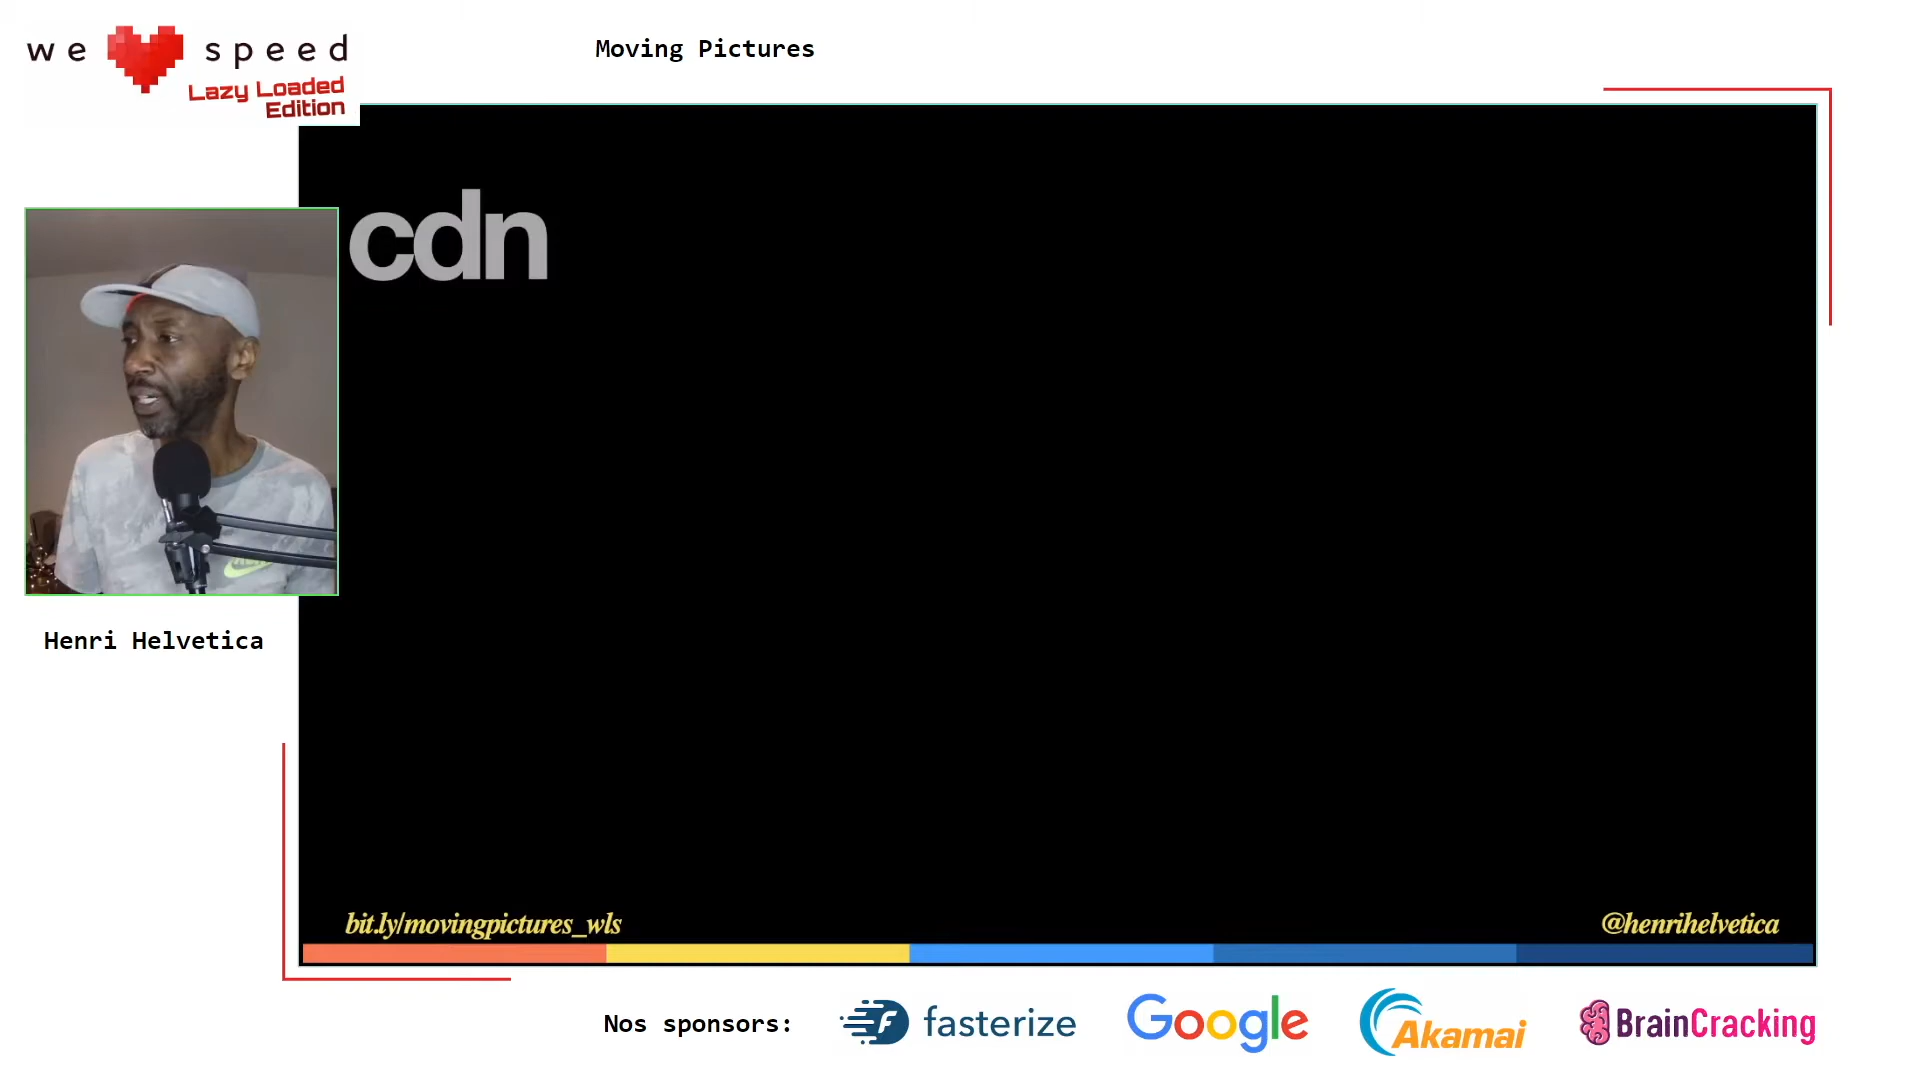 we speed
Lazy Loaded
Edition
Moving Pictures
cdn
Henri Helvetica
bit.ly/movingpictures_wls
@henrihelvetica
Nos sponsors:
fasterize
Google
Akamai
BrainCracking